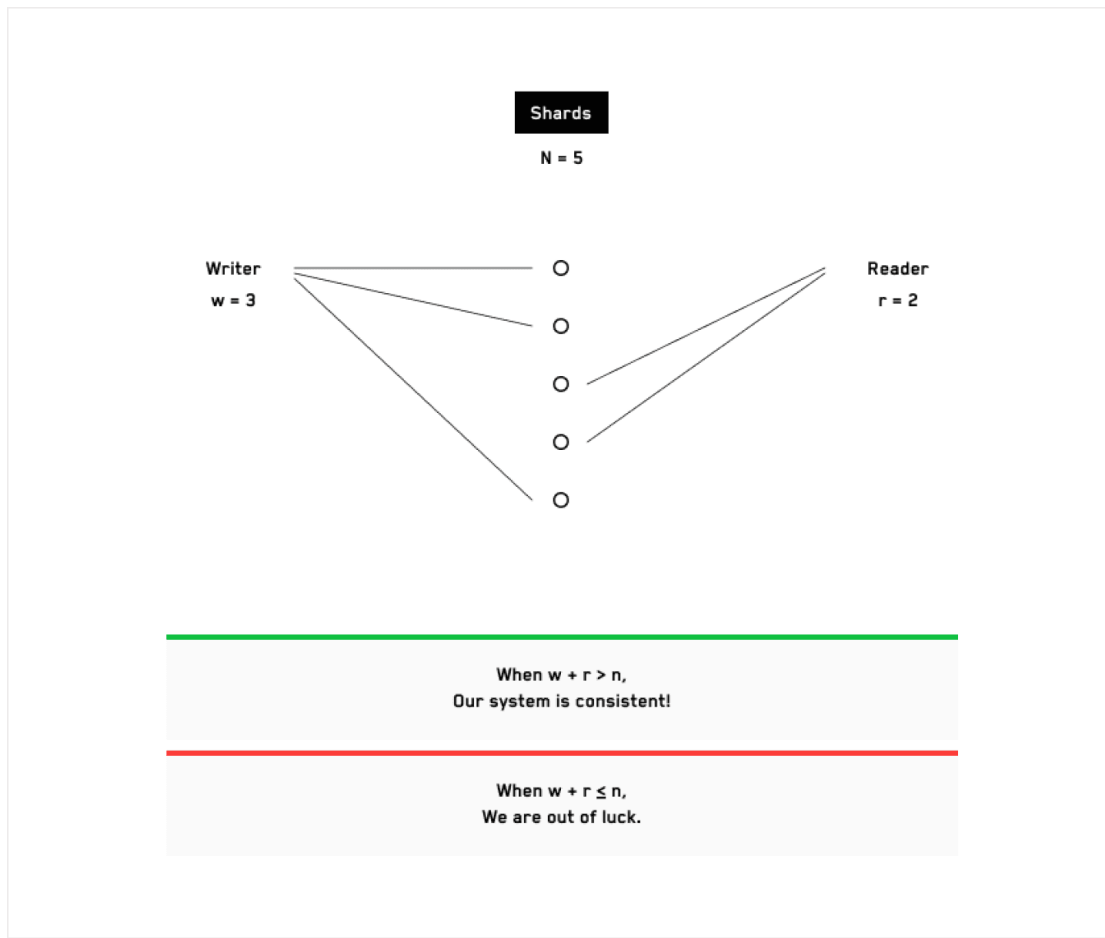 Shards
N = 5
Writer
w = 3
Reader
r = 2
When w + r > n,
Our system is consistent!
When w + r ≤ n,
We are out of luck.